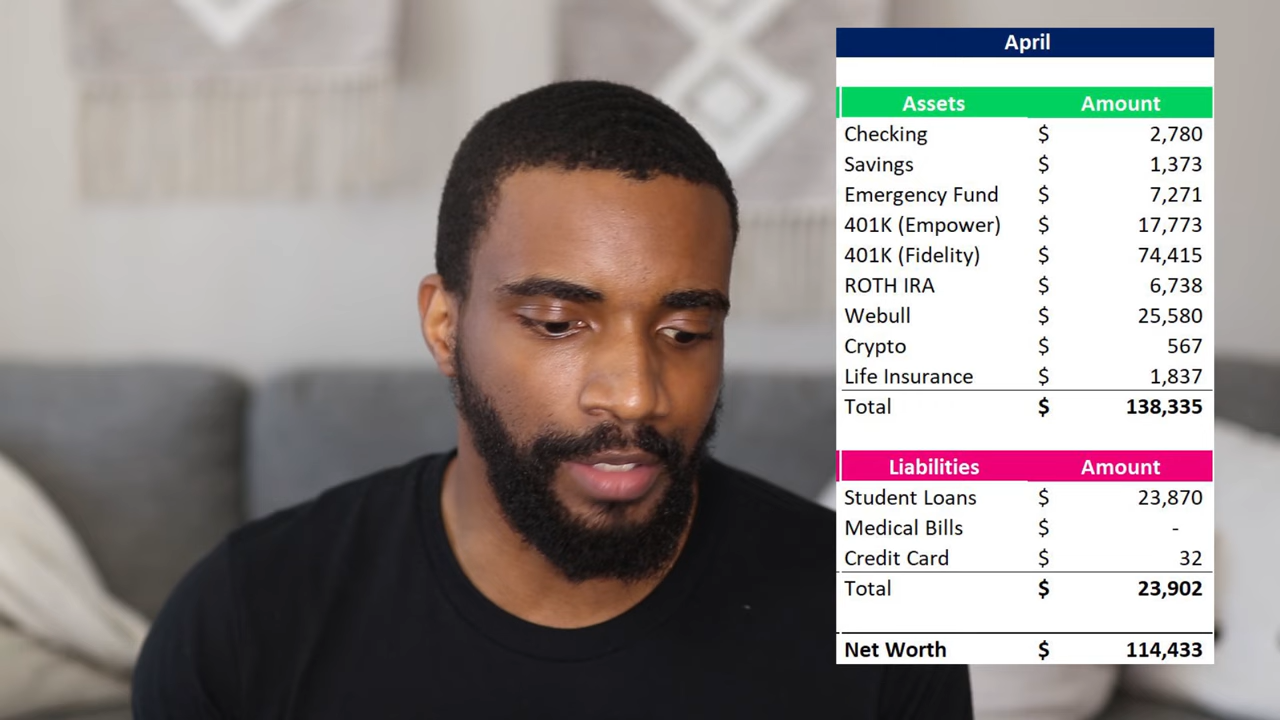 April
Assets Amount
Checking $ 2,780
Savings $ 1,373
Emergency Fund $ 7,271
401K (Empower) $ 17,773
401K (Fidelity) $ 74,415
ROTH IRA $ 6,738
Webull $ 25,580
Crypto $ 567
Life Insurance $ 1,837
Total $ 138,335
Liabilities Amount
Student Loans $ 23,870
Medical Bills $ -
Credit Card $ 32
Total $ 23,902
Net Worth $ 114,433